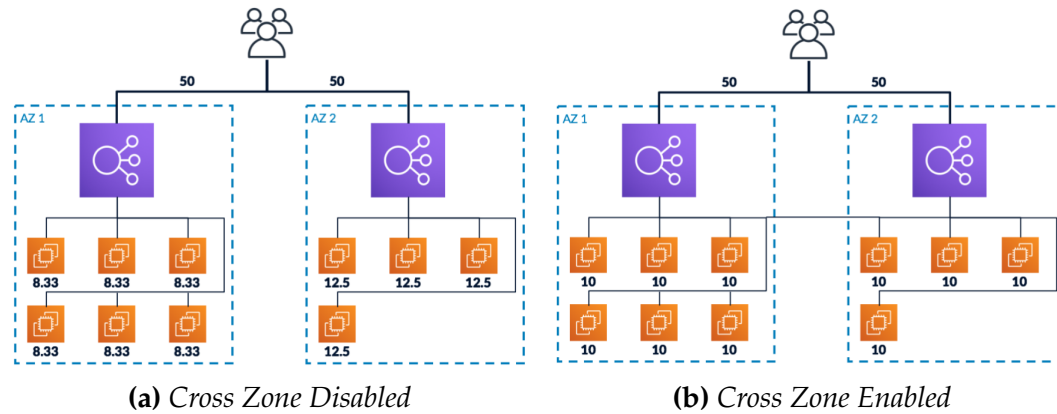 50 50
AZ 1 AZ 2
8.33 8.33 8.33 12.5 12.5 12.5
8.33 8.33 8.33 12.5
(a) Cross Zone Disabled
50 50
AZ 1 AZ 2
10 10 10 10 10 10
10 10 10 10
(b) Cross Zone Enabled